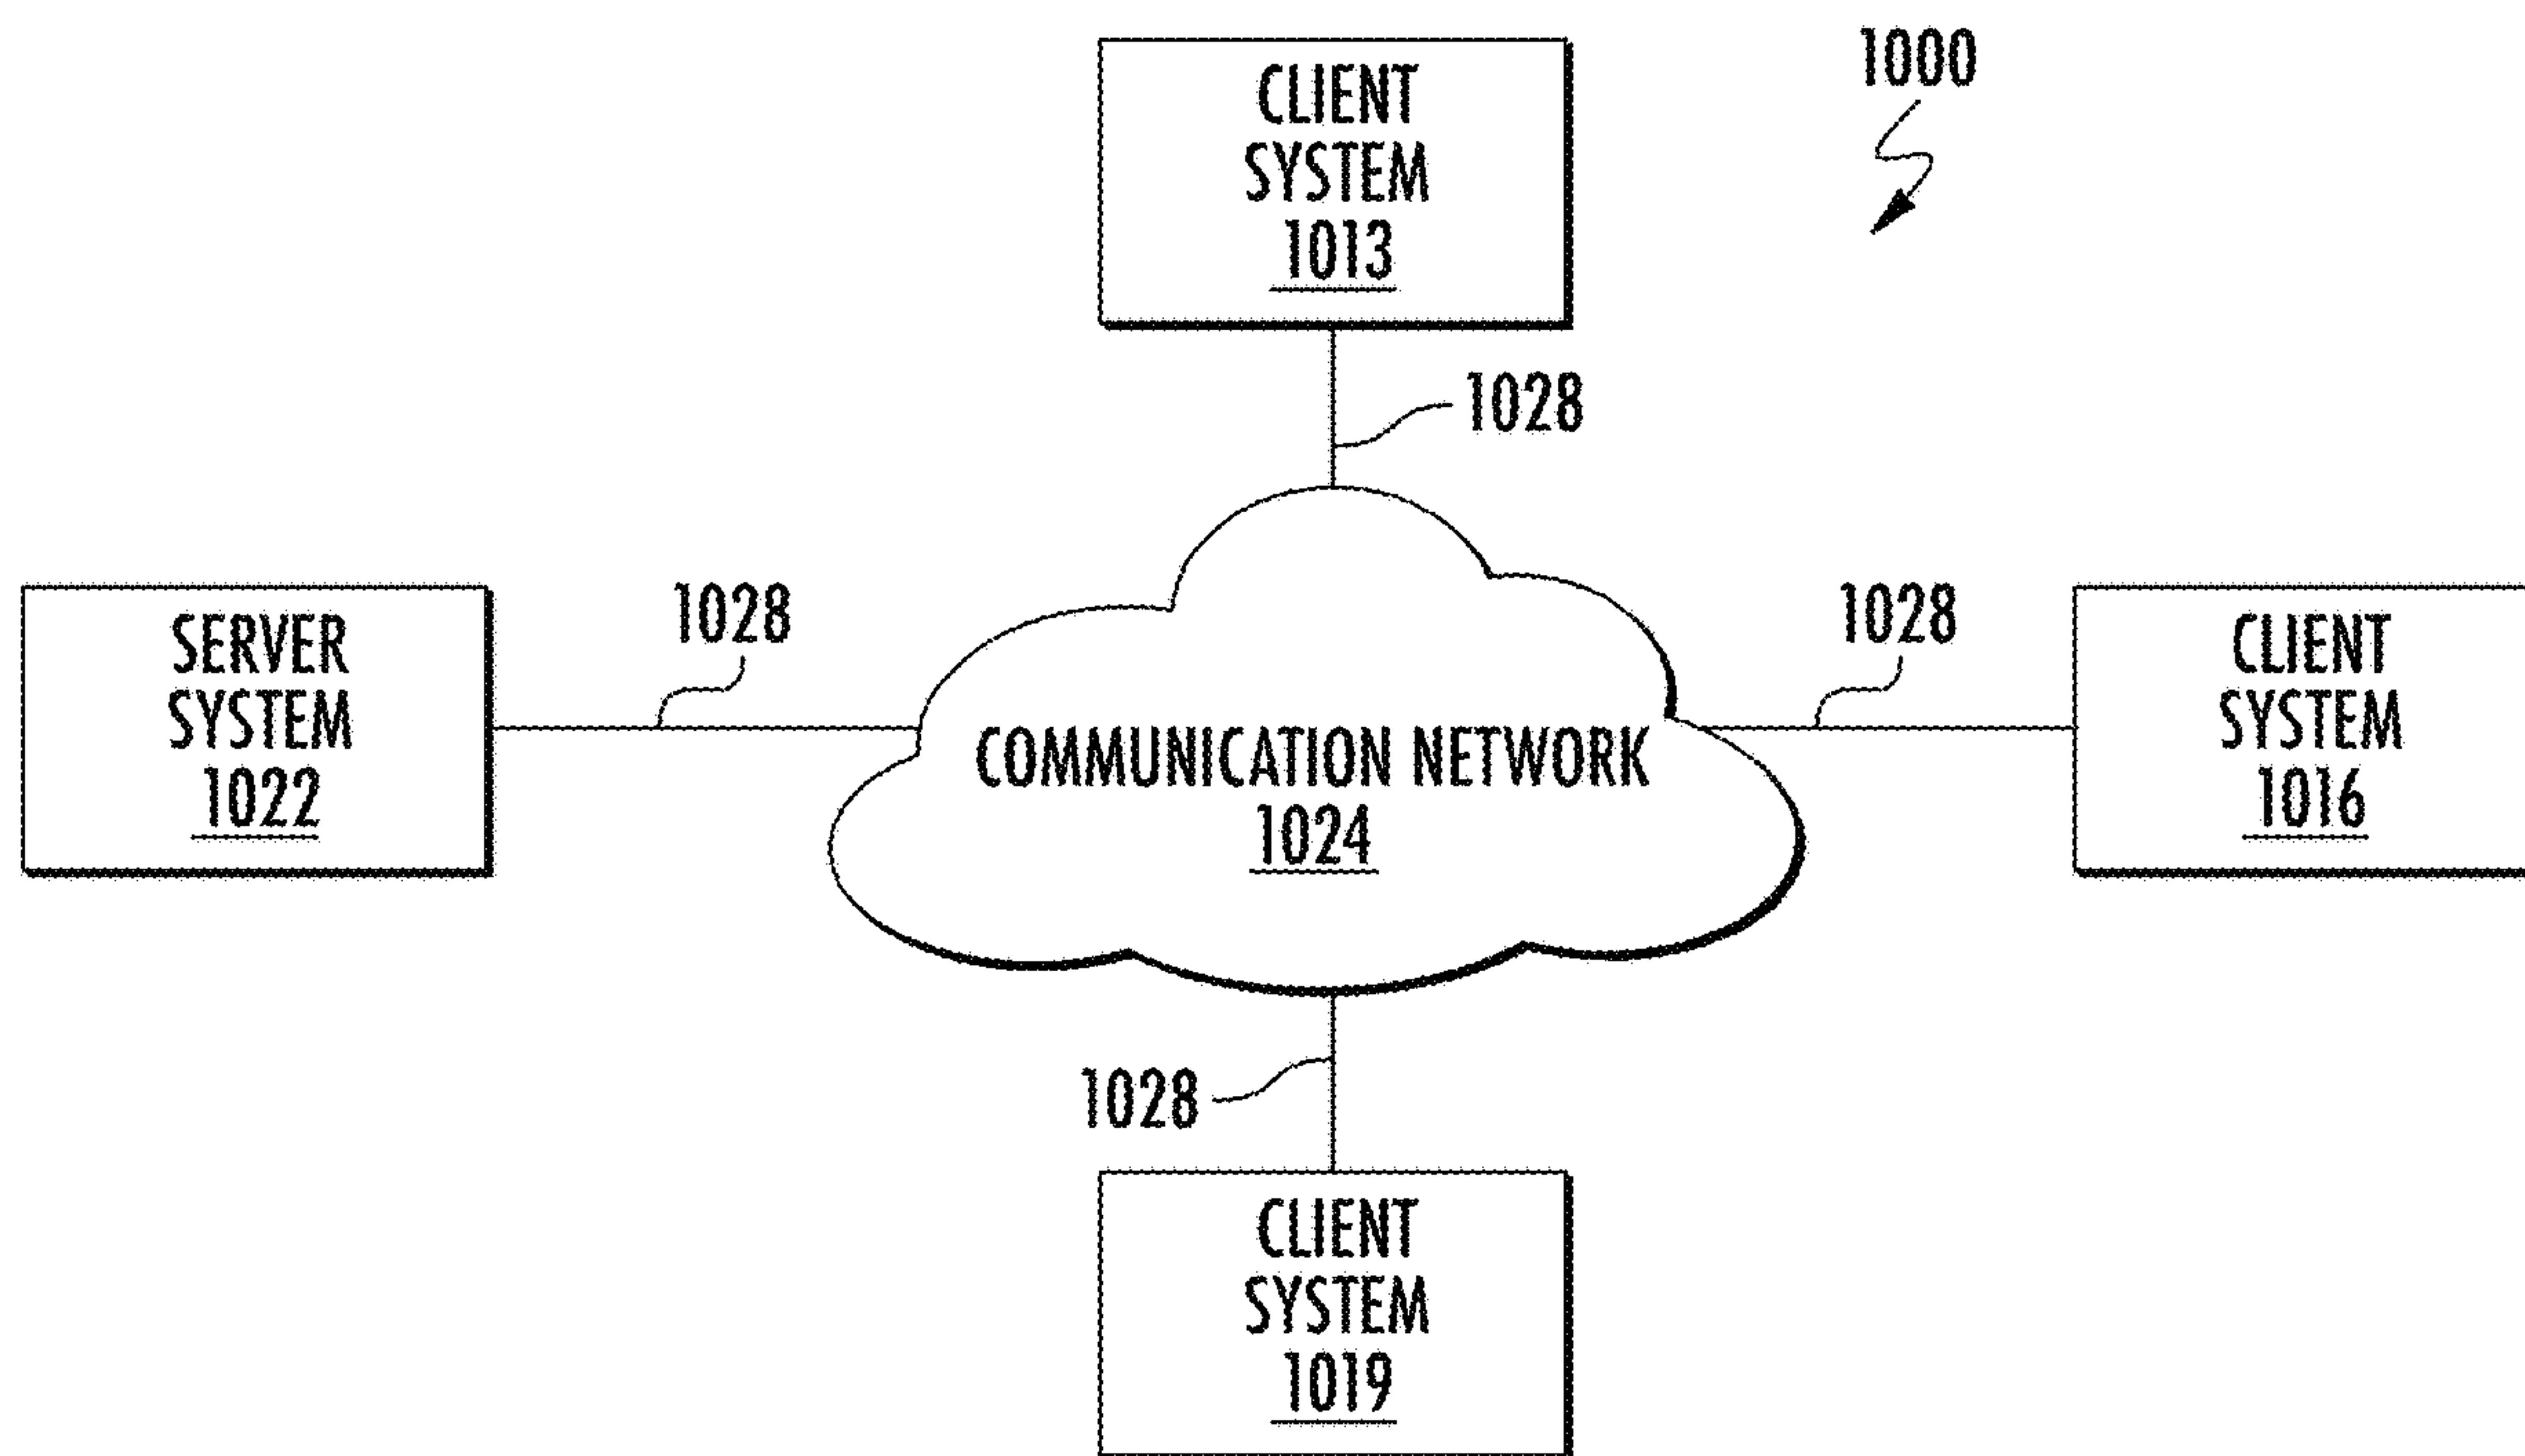 1000
CLIENT
SYSTEM
1013
1028
SERVER
SYSTEM
1022
1028
COMMUNICATION NETWORK
1024
1028
CLIENT
SYSTEM
1016
1028
CLIENT
SYSTEM
1019